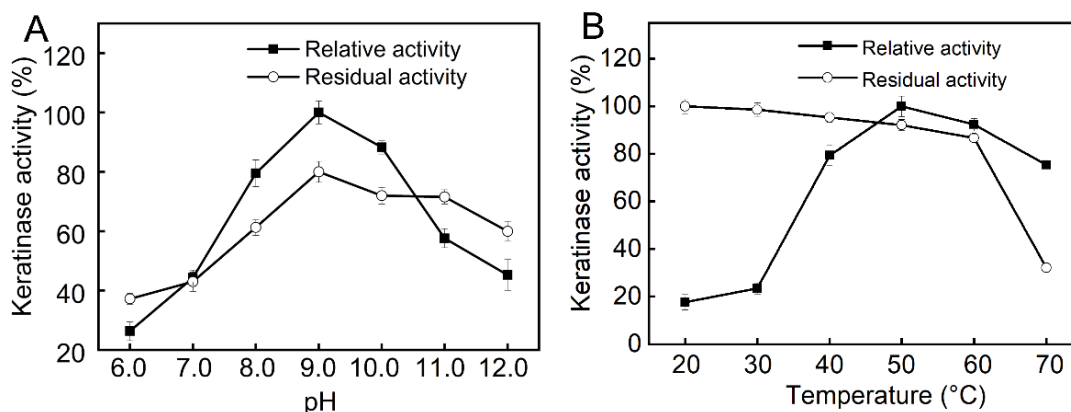 A
Keratinase activity (%)
120
100
80
60
40
20
Relative activity
Residual activity
6.0 7.0 8.0 9.0 10.0 11.0 12.0
pH
B
Keratinase activity (%)
120
100
80
60
40
20
0
Relative activity
Residual activity
20 30 40 50 60 70
Temperature (°C)